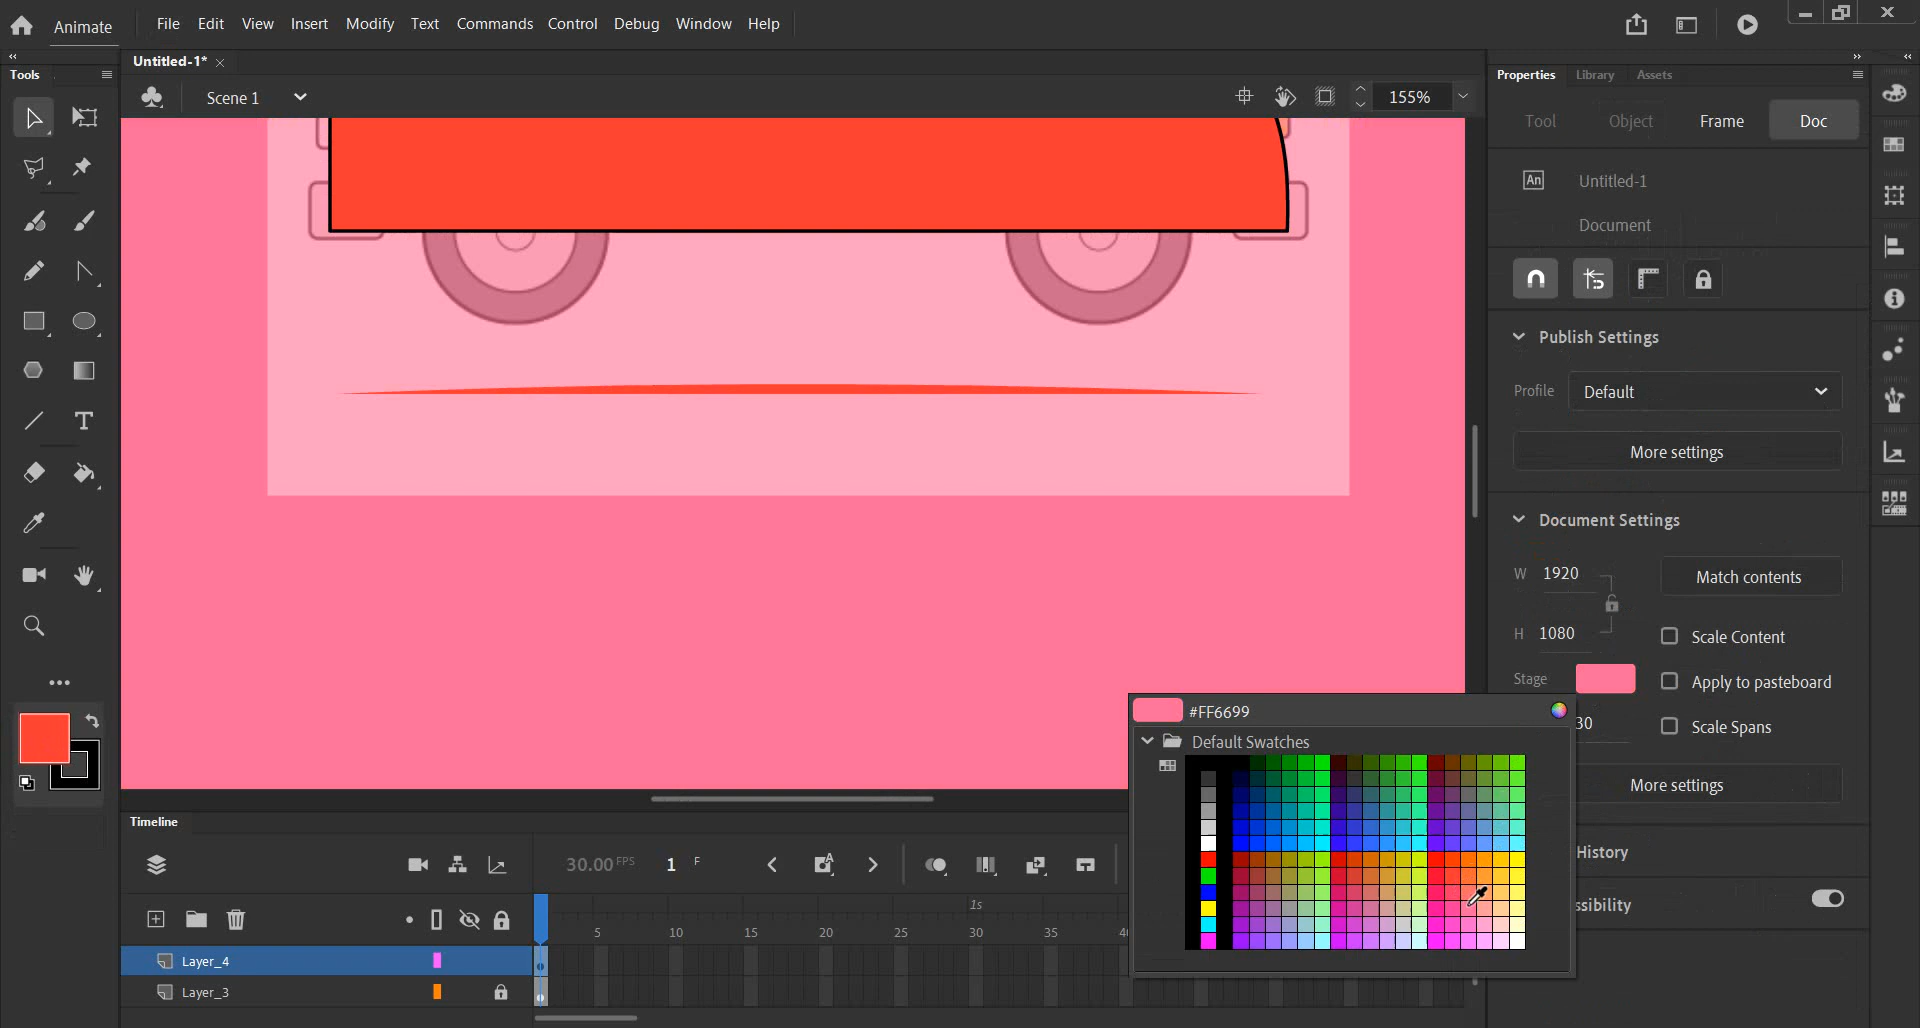 Animate File Edit View Insert Modify Text Commands Control Debug Window Help
Tools
Untitled-1*
Properties Library Assets
Scene 1
155%
Tool Object Frame Doc
An Untitled-1
Document
Publish Settings
Profile Default
More settings
Document Settings
W 1920
Match contents
H 1080
Scale Content
Stage
Apply to pasteboard
30
Scale Spans
#FF6699
Default Swatches
More settings
Timeline
30.00 FPS 1 F
History
1s
ssibility
5 10 15 20 25 30 35
Layer_4
Layer_3